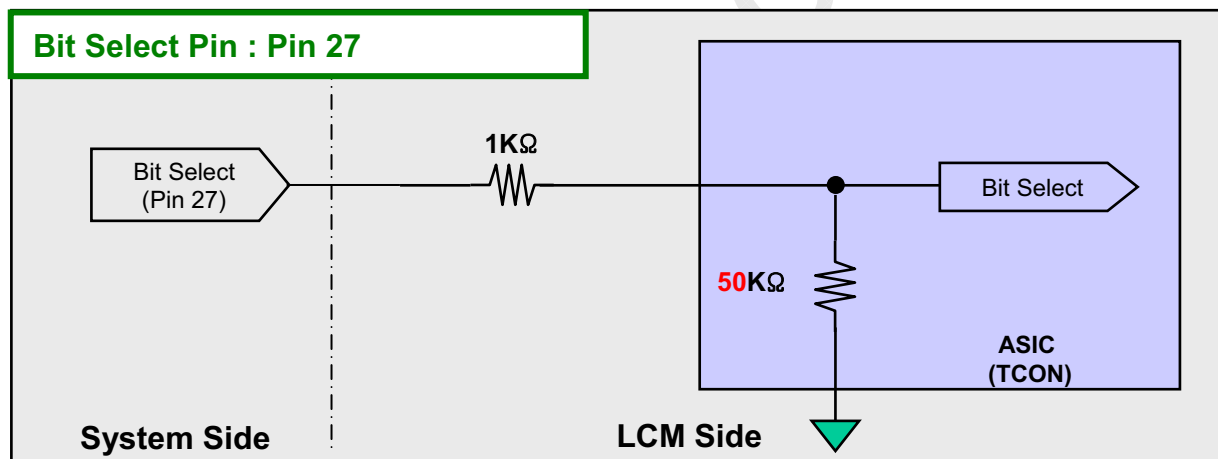 Bit Select Pin : Pin 27
1KΩ
Bit Select
(Pin 27)
Bit Select
50KΩ
ASIC
(TCON)
System Side
LCM Side